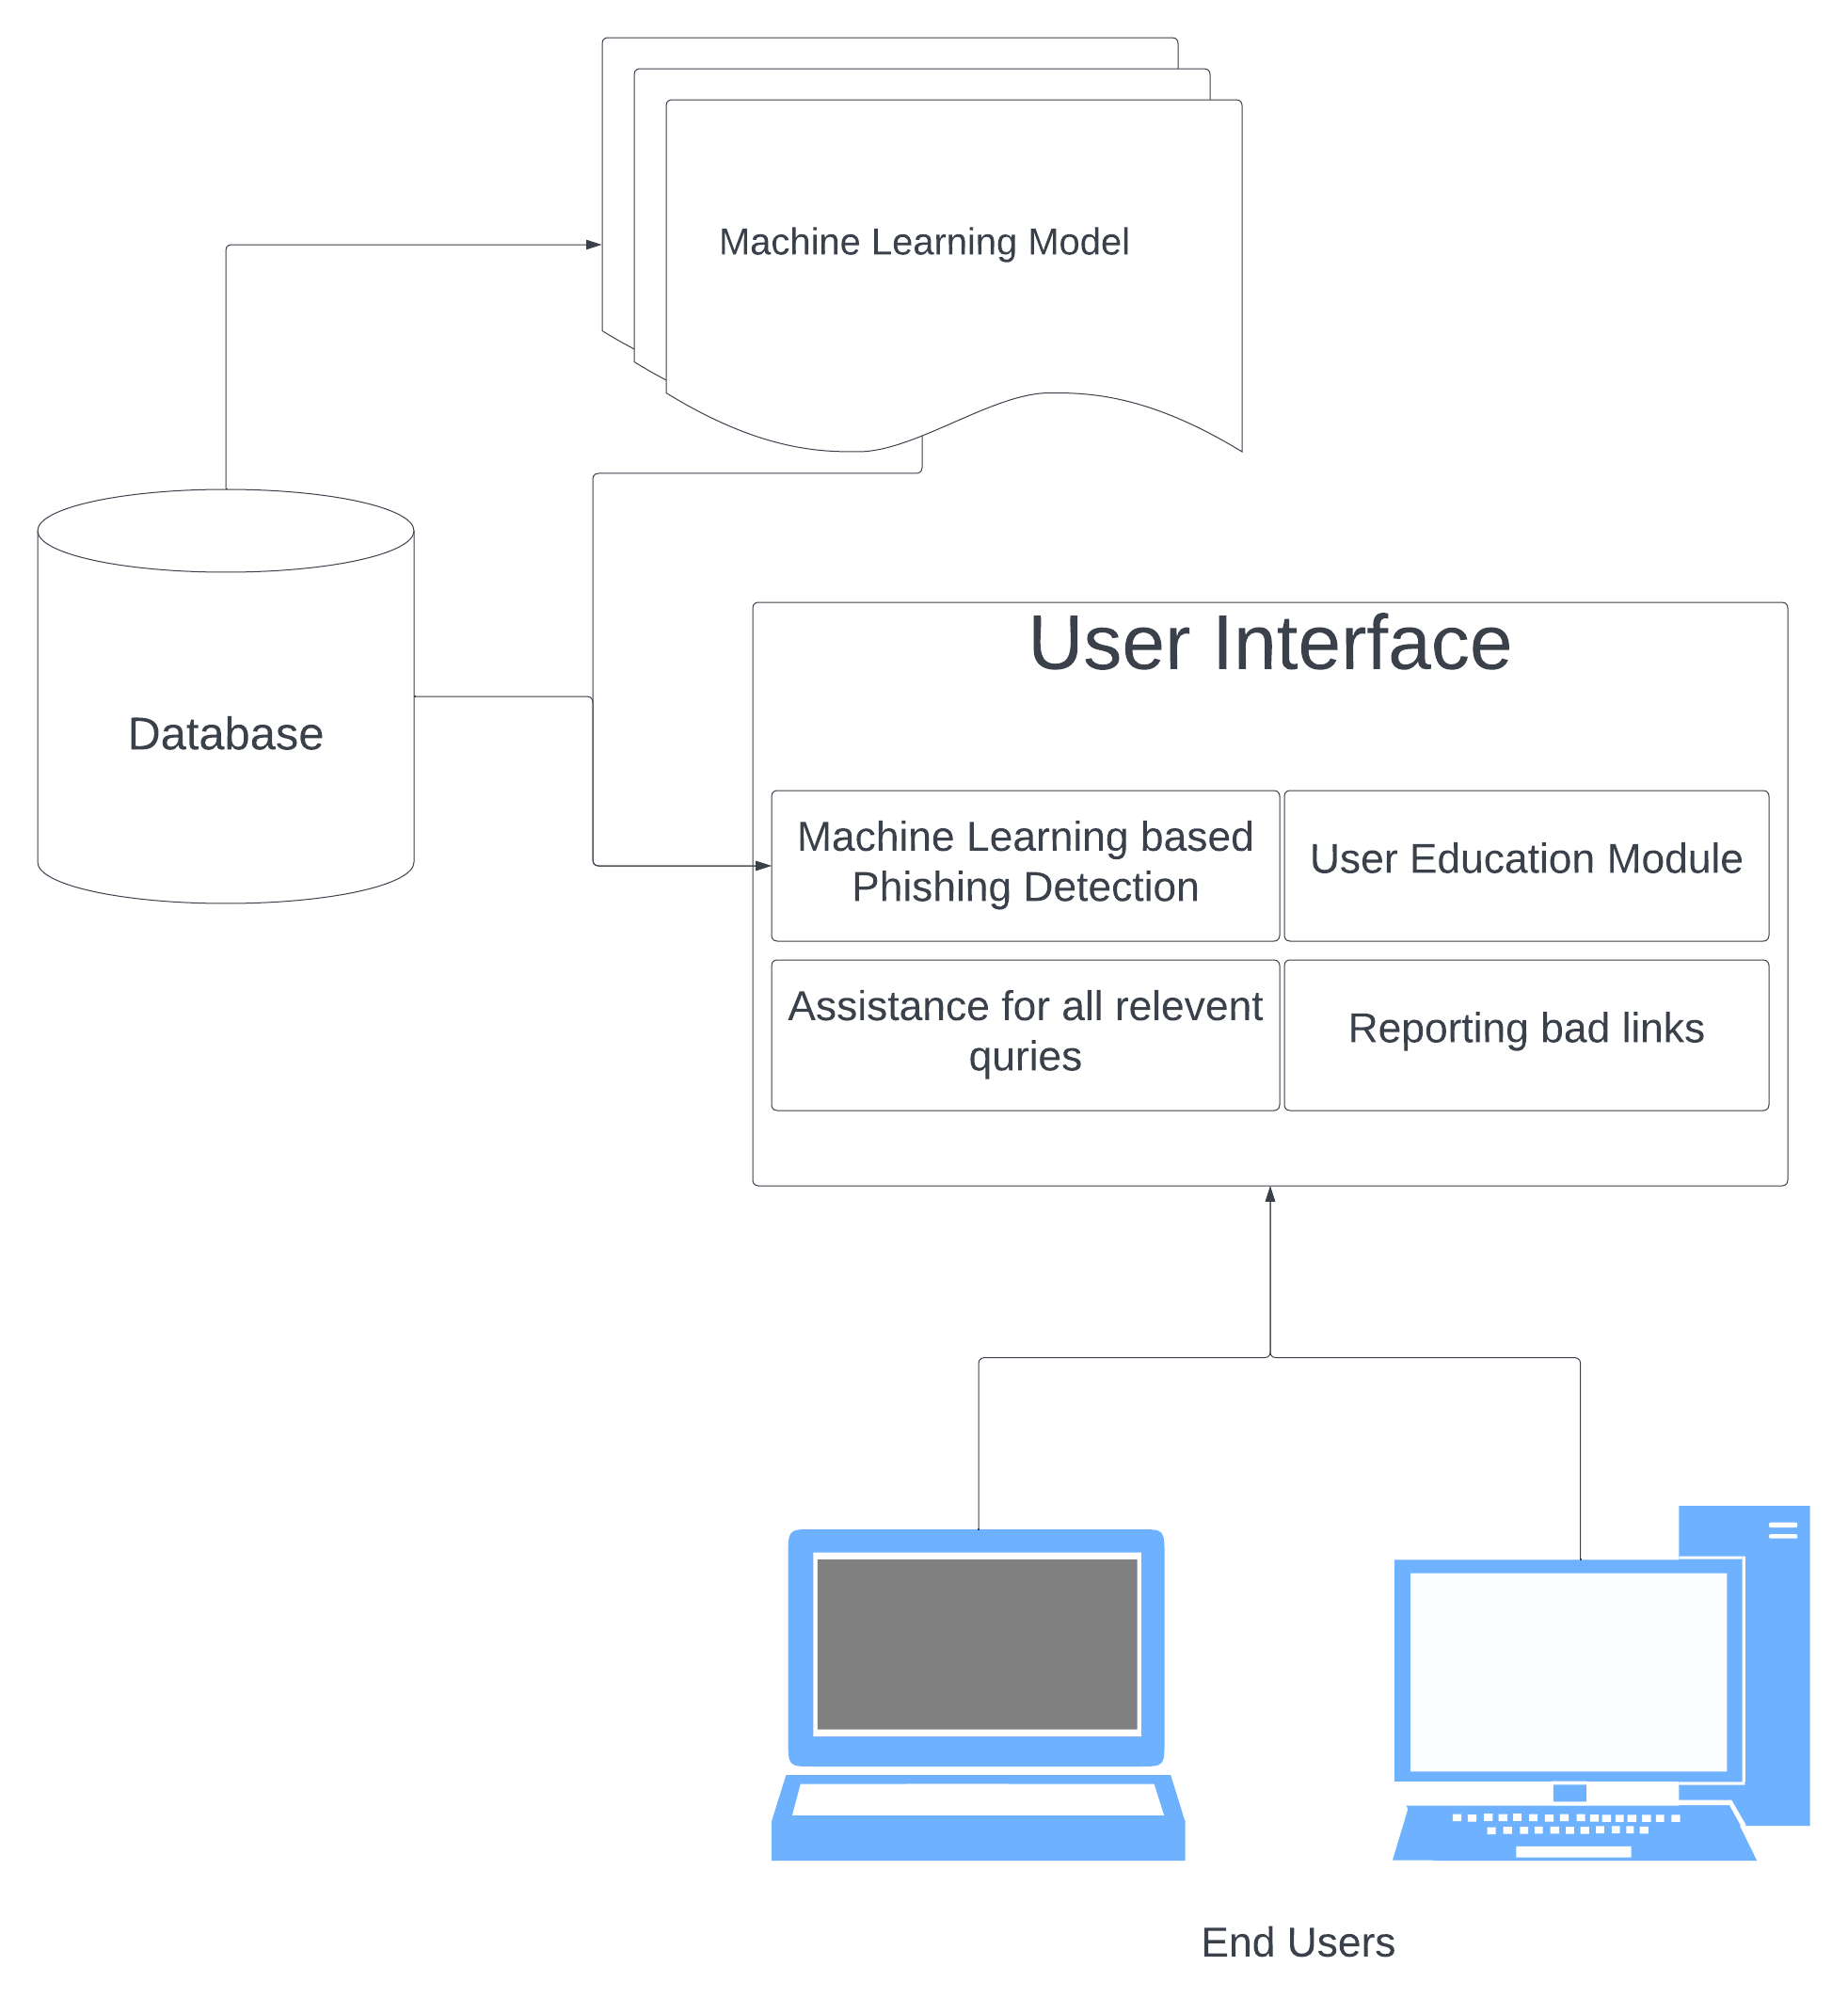 Machine Learning Model
User Interface
Database
Machine Learning based
Phishing Detection
User Education Module
Assistance for all relevent
quries
Reporting bad links
End Users